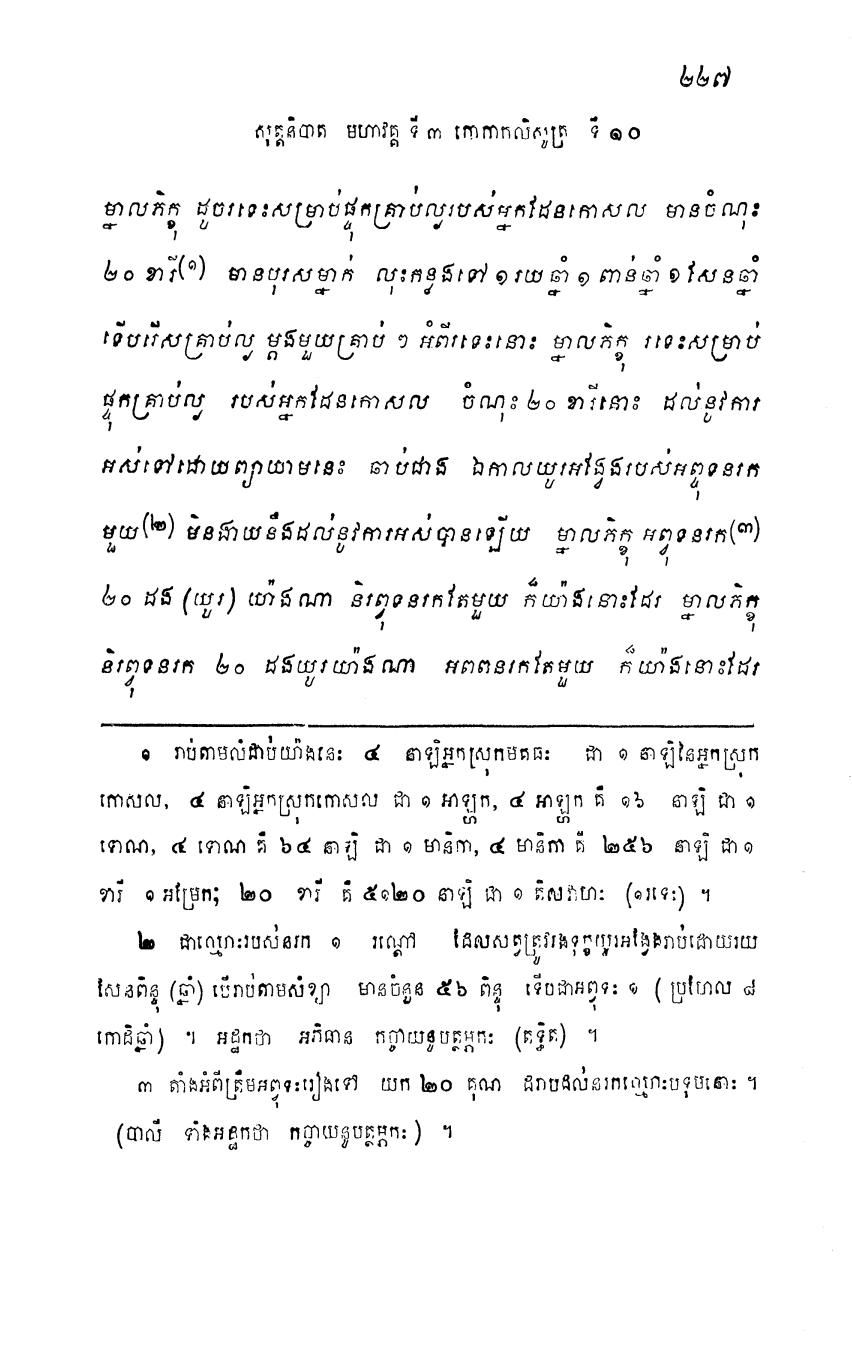 ២២៧
សុត្តនិបាត មហាវគ្គ ទី ៣ កោកាលិសូត្រ ទី ១០
ម្នាលភិក្ខុ ដូចរទេះសម្រាប់ផ្ទុកគ្រាប់ល្ងរបស់អ្នកដែនកោសល មានចំណុះ
២០ ខារី(១) មានបុរសម្នាក់ លុះកន្លងទៅ ១ រយឆ្នាំ ១ ពាន់ឆ្នាំ ១ សែនឆ្នាំ
ទើបរើសគ្រាប់ល្ង ម្តងមួយគ្រាប់ ៗ អំពីរទេះនោះ ម្នាលភិក្ខុ រទេះសម្រាប់
ផ្ទុកគ្រាប់ល្ង របស់អ្នកដែនកោសល ចំណុះ ២០ ខារីនោះ ដល់នូវការ
អស់ទៅដោយព្យាយាមនេះ ឆាប់ជាង ឯកាលយូរអង្វែងរបស់អព្ទុទនរក
មួយ(២) មិនងាយនឹងដល់នូវការអស់បានឡើយ ម្នាលភិក្ខុ អព្វុទនរក(៣)
២០ ដង (យូរ) យ៉ាងណា និរព្វុទនរកតែមួយ ក៏យ៉ាងនោះដែរ ម្នាលភិក្ខុ
និរព្វុទនរក ២០ ដងយូរយ៉ាងណា អពពនរកតែមួយ ក៏យ៉ាងនោះដែរ
១ រាប់តាមលំដាប់យ៉ាងនេះ ៤ នាឡិអ្នកស្រុកមគធៈ ជា ១ នាឡិនៃអ្នកស្រុក
កោសល, ៤ នាឡិអ្នកស្រុកកោសល ជា ១ អាឡ្ហក, ៤ អាឡ្ហក គឺ ១៦ នាឡិ ជា ១
ទោណ, ៤ ទោណ គឺ ៦៤ នាឡិ ជា ១ មានិកា, ៤ មានិកា គឺ ២៥៦ នាឡិ ជា ១
ខារី ១ អម្រែក; ២០ ខារី គឺ ៥១២០ នាឡិ ជា ១ តិលវាហៈ (១រទេះ) ។
២ ជាឈ្មោះរបស់នរក ១ រណ្តៅ ដែលសត្វត្រូវរងទុក្ខយូរអង្វែងរាប់ដោយរយ
សែនពិន្ទុ (ឆ្នាំ) បើរាប់តាមសំខ្យា មានចំនួន ៥៦ ពិន្ទុ ទើបជាអព្វុទៈ ១ (ប្រហែល ៨
កោដិឆ្នាំ) ។ អដ្ឋកថា អភិធាន កច្ចាយនូបត្ថម្ភកៈ (តទ្ធិត) ។
៣ តាំងអំពីត្រឹមអព្វុទៈរៀងទៅ យក ២០ គុណ ដរាបដល់នរកឈ្មោះបទុមនោះ ។
(បាលី ទាំងអដ្ឋកថា កច្ចាយនូបត្ថម្ភកៈ) ។